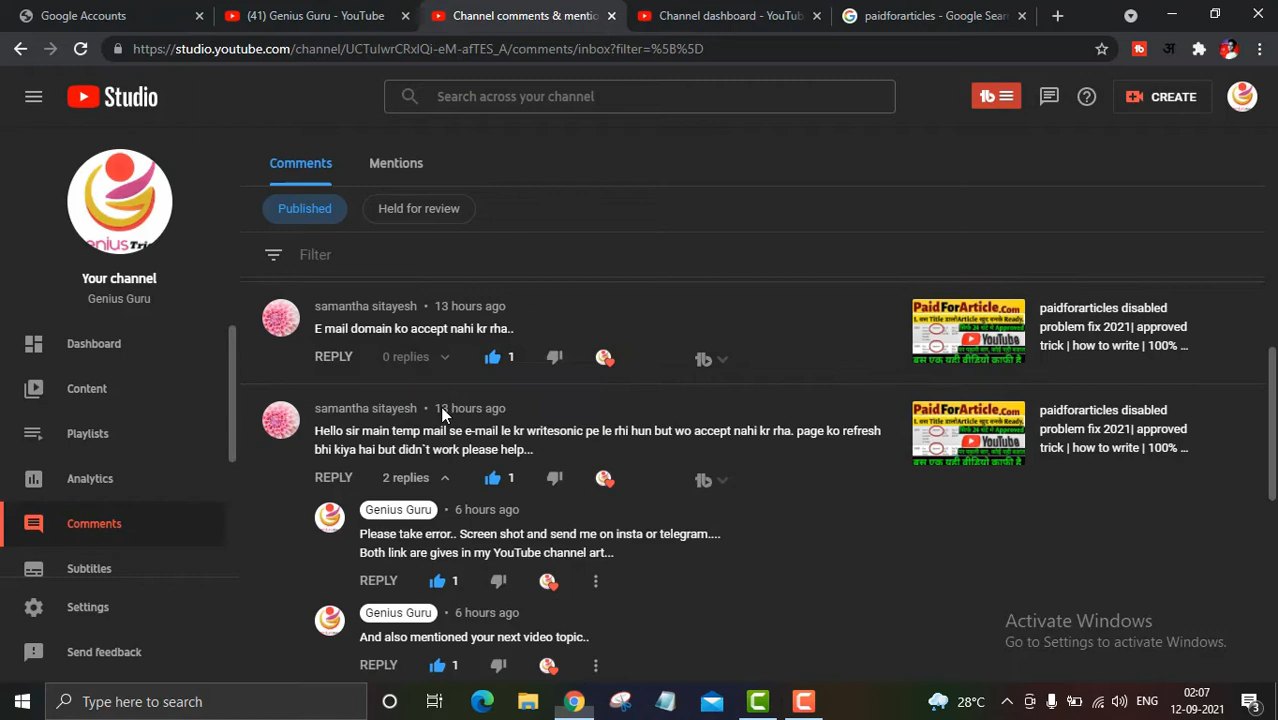 Google Accounts
(41) Genius Guru - YouTube
Channel comments & mentio
Channel dashboard - YouTub
paidforarticles - Google Sear
https://studio.youtube.com/channel/UCTuIwrCRxlQi-eM-afTES_A/comments/inbox?filter=%5B%5D
अ
Studio
Search across your channel
CREATE
eniusTric
Your channel
Genius Guru
Dashboard
Content
Playlists
Analytics
Comments
Subtitles
Settings
Send feedback
Comments
Mentions
Published
Held for review
Filter
samantha sitayesh • 13 hours ago
E mail domain ko accept nahi kr rha..
REPLY 0 replies 1
PaidForArticle.Com
YouTube
paidforarticles disabled
problem fix 2021| approved
trick | how to write | 100% ...
samantha sitayesh • 13 hours ago
Hello sir main temp mail se e-mail le kr writesonic pe le rhi hun but wo accept nahi kr rha. page ko refresh
bhi kiya hai but didn`t work please help...
REPLY 2 replies 1
PaidForArticle.Com
YouTube
paidforarticles disabled
problem fix 2021| approved
trick | how to write | 100% ...
Genius Guru • 6 hours ago
Please take error.. Screen shot and send me on insta or telegram....
Both link are gives in my YouTube channel art...
REPLY 1
Genius Guru • 6 hours ago
And also mentioned your next video topic..
REPLY 1
Activate Windows
Go to Settings to activate Windows.
Type here to search
28°C
ENG
02:07
12-09-2021
3